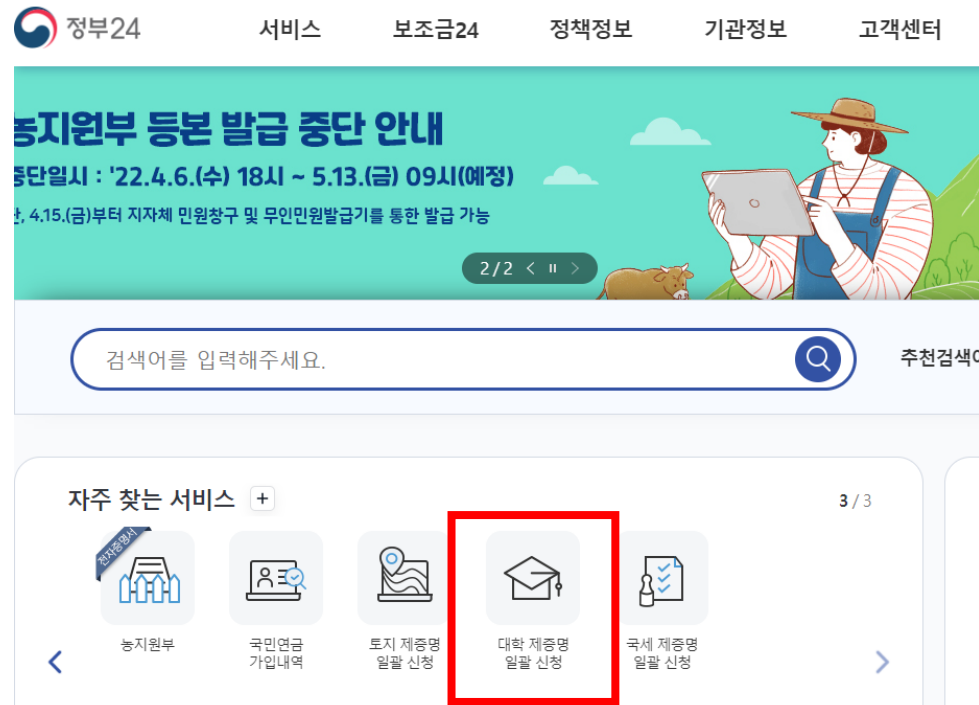 정부24
서비스
보조금24
정책정보
기관정보
고객센터
농지원부 등본 발급 중단 안내
중단일시 : '22.4.6.(수) 18시 ~ 5.13.(금) 09시(예정)
4.15.(금)부터 지자체 민원창구 및 무인민원발급기를 통한 발급 가능
2/2 < ⏸ >
검색어를 입력해주세요.
추천검색어
자주 찾는 서비스 +
3 / 3
전자증명서
농지원부
국민연금
가입내역
토지 제증명
일괄 신청
대학 제증명
일괄 신청
국세 제증명
일괄 신청